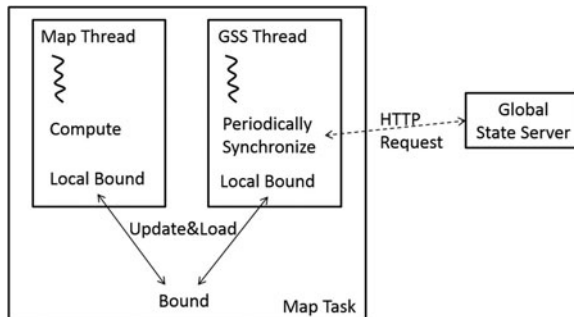 Map Thread
Compute
Local Bound
GSS Thread
Periodically
Synchronize
Local Bound
HTTP
Request
Global
State Server
Update&Load
Bound
Map Task